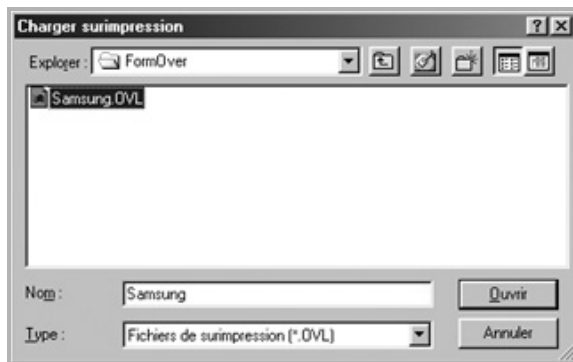 Charger surimpression
Explorer : FormOver
Samsung.OVL
Nom : Samsung
Ouvrir
Type : Fichiers de surimpression (*.OVL)
Annuler